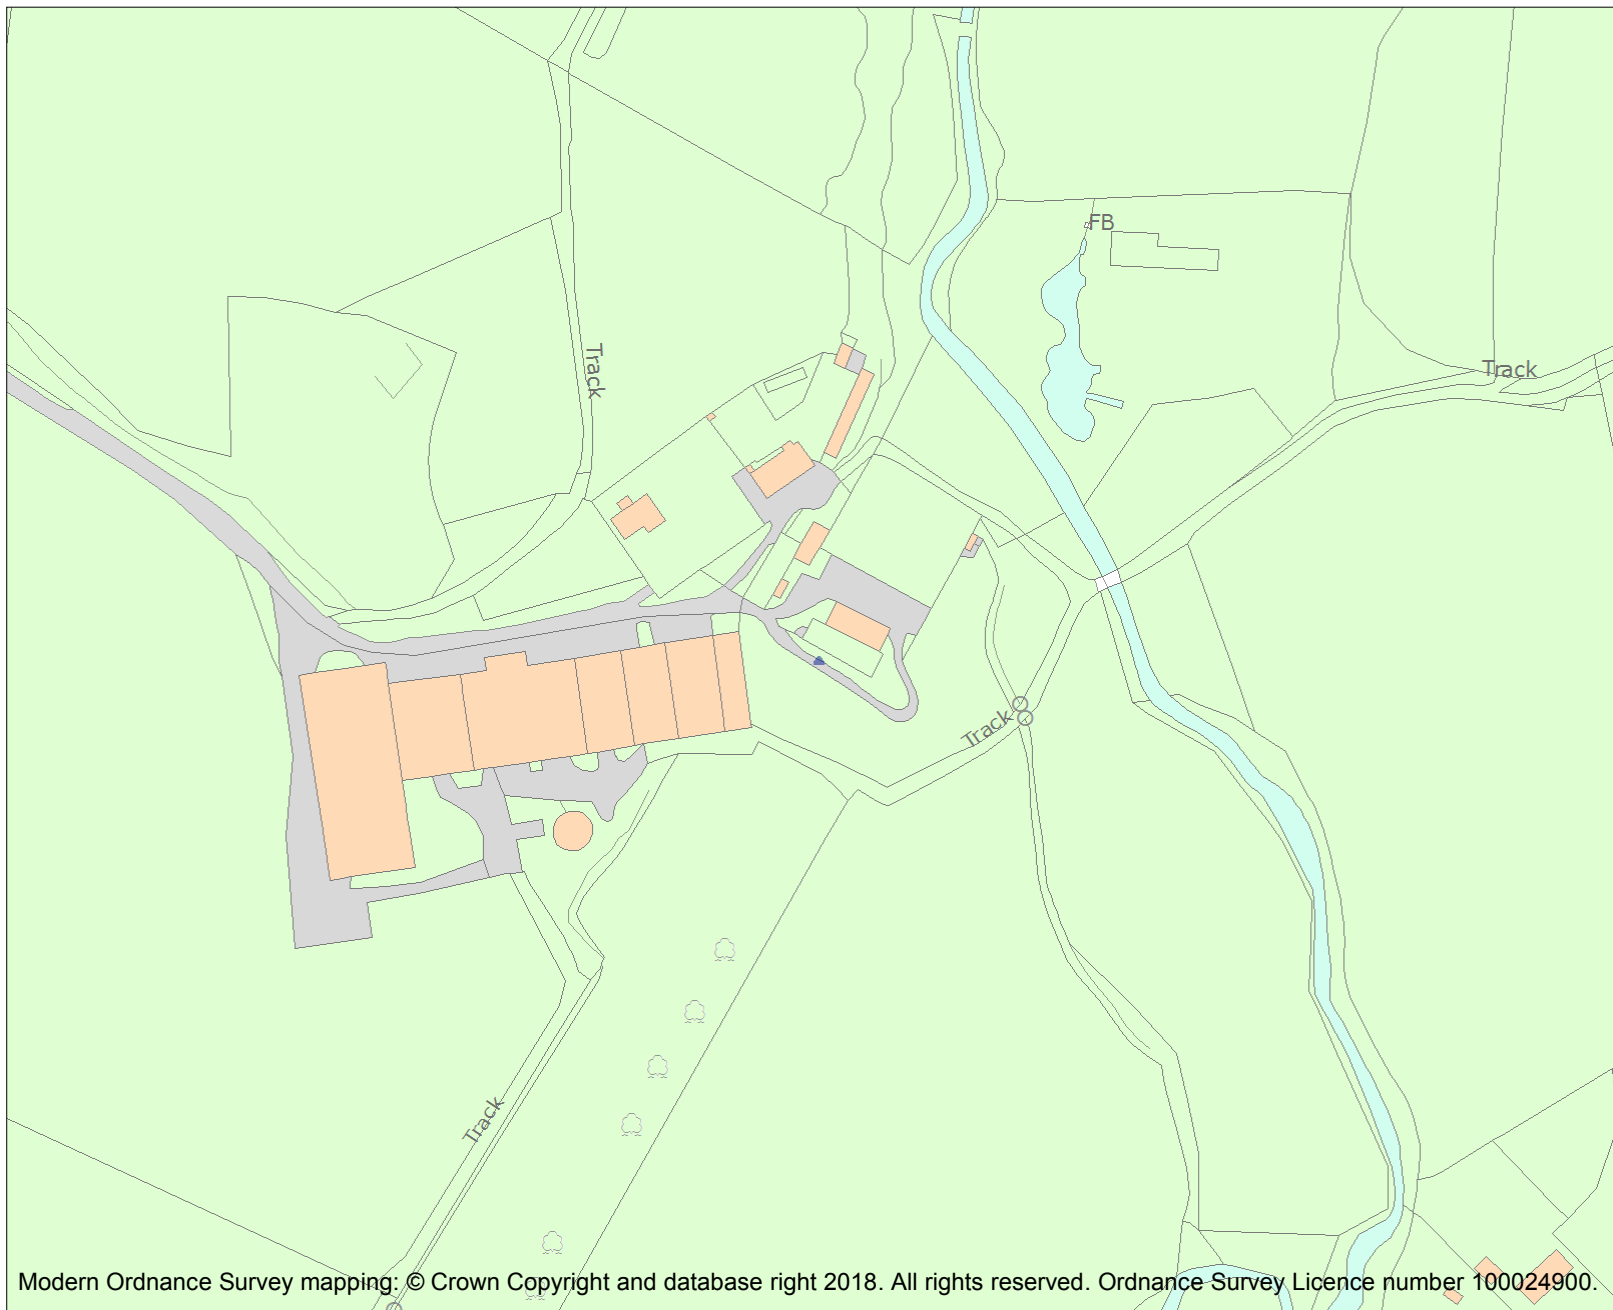 FB
Track
Track
Track
Track
Modern Ordnance Survey mapping: © Crown Copyright and database right 2018. All rights reserved. Ordnance Survey Licence number 100024900.